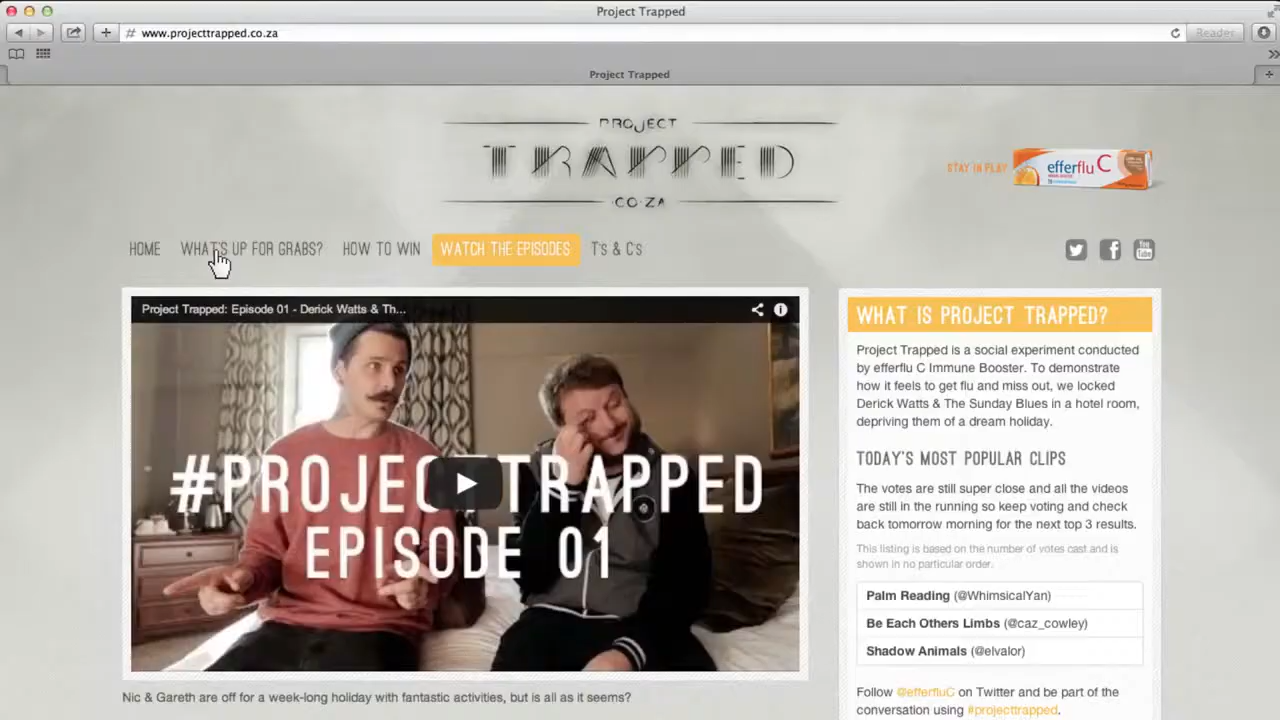 Project Trapped
www.projecttrapped.co.za
Reader
Project Trapped
PROJECT
TRAPPED
.CO.ZA
STAY IN PLAY
efferflu C
HOME
WHAT'S UP FOR GRABS?
HOW TO WIN
WATCH THE EPISODES
T's & C's
You
Tube
Project Trapped: Episode 01 - Derick Watts & Th...
#PROJECTTRAPPED
EPISODE 01
Nic & Gareth are off for a week-long holiday with fantastic activities, but is all as it seems?
WHAT IS PROJECT TRAPPED?
Project Trapped is a social experiment conducted
by efferflu C Immune Booster. To demonstrate
how it feels to get flu and miss out, we locked
Derick Watts & The Sunday Blues in a hotel room,
depriving them of a dream holiday.
TODAY'S MOST POPULAR CLIPS
The votes are still super close and all the videos
are still in the running so keep voting and check
back tomorrow morning for the next top 3 results.
This listing is based on the number of votes cast and is
shown in no particular order.
Palm Reading (@WhimsicalYan)
Be Each Others Limbs (@caz_cowley)
Shadow Animals (@elvalor)
Follow @efferfluC on Twitter and be part of the
conversation using #projecttrapped.